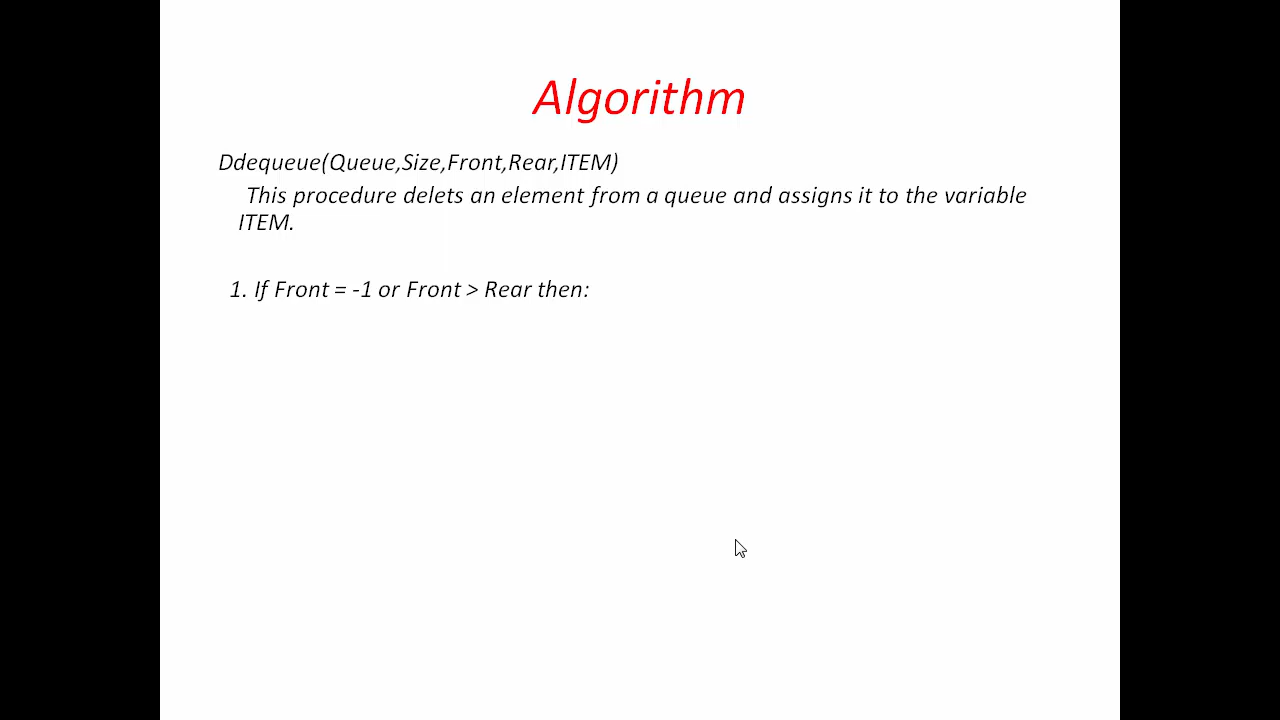 Algorithm
Ddequeue(Queue,Size,Front,Rear,ITEM)
This procedure delets an element from a queue and assigns it to the variable
ITEM.
1. If Front = -1 or Front > Rear then: